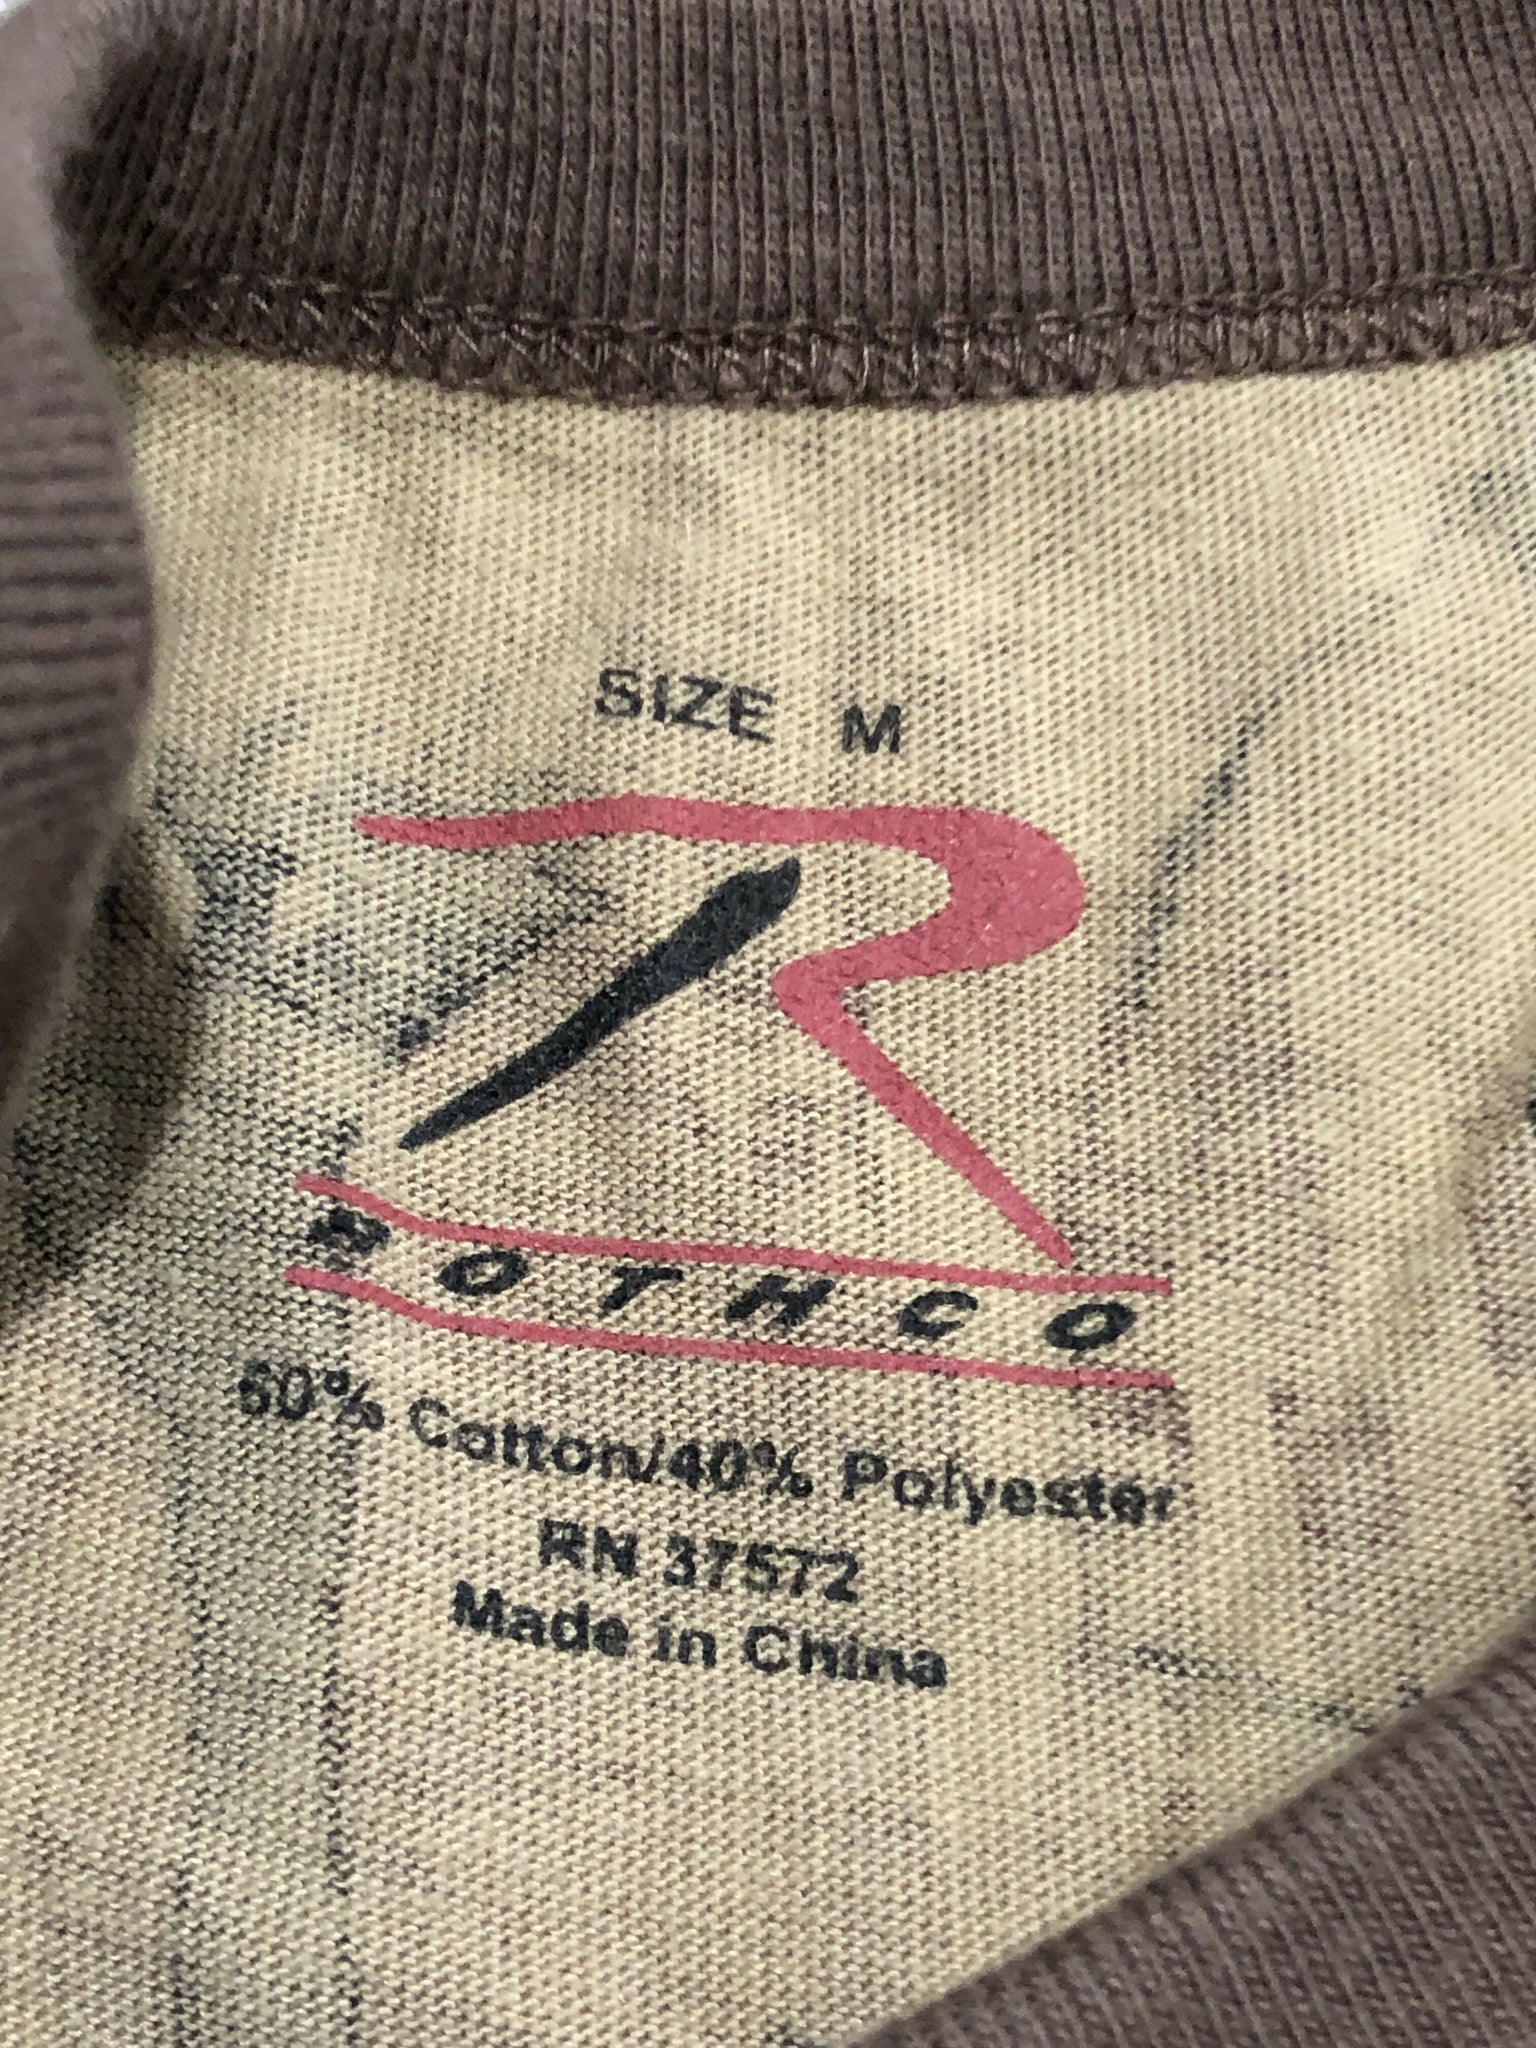 SIZE M
R
ROTHCO
60% Cotton/40% Polyester
RN 37572
Made in China